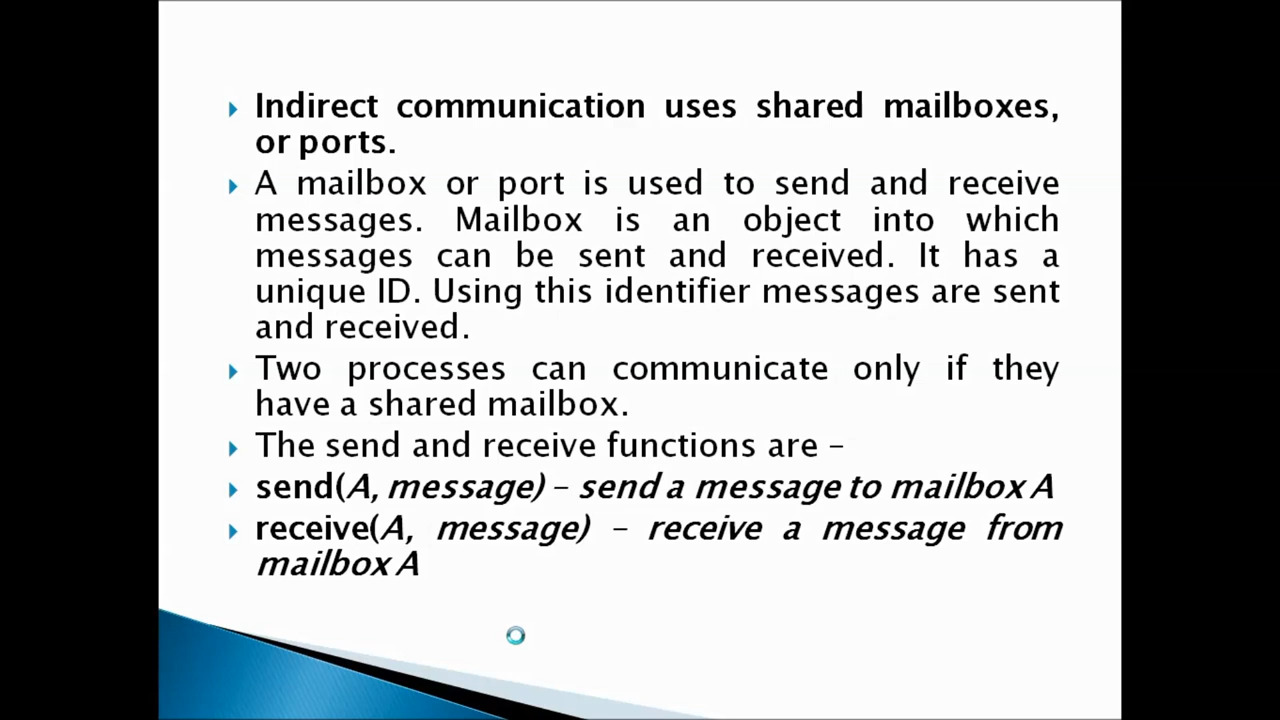 Indirect communication uses shared mailboxes,
or ports.
A mailbox or port is used to send and receive
messages. Mailbox is an object into which
messages can be sent and received. It has a
unique ID. Using this identifier messages are sent
and received.
Two processes can communicate only if they
have a shared mailbox.
The send and receive functions are –
send(A, message) – send a message to mailbox A
receive(A, message) – receive a message from
mailbox A